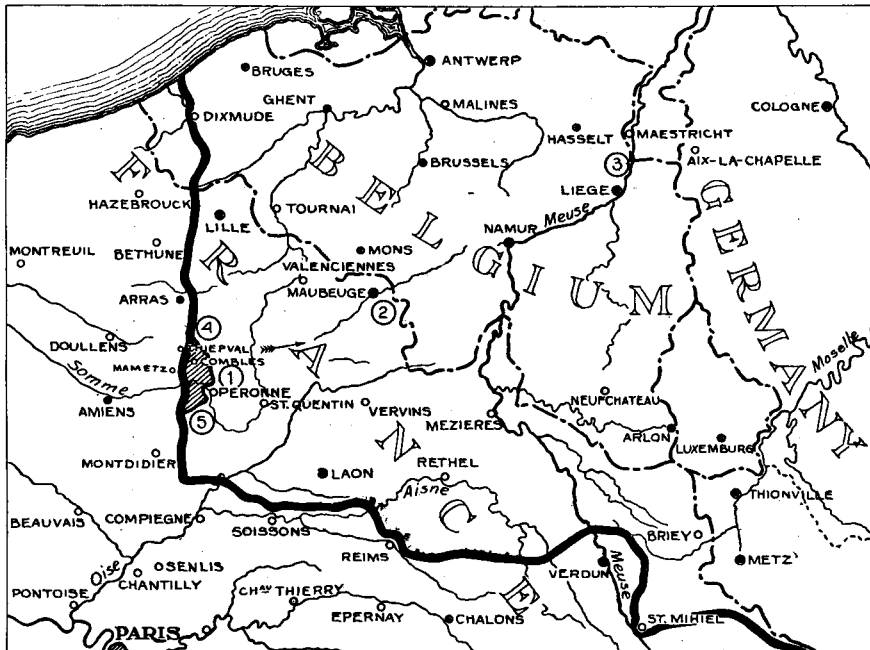 BRUGES
ANTWERP
GHENT
MALINES
COLOGNE
DIXMUDE
HASSELT
MAESTRICHT
BRUSSELS
3
AIX-LA-CHAPELLE
HAZEBROUCK
LIEGE
TOURNAI
LILLE
Meuse
NAMUR
MONTREUIL
BETHUNE
MONS
VALENCIENNES
BELGIUM
GERMANY
FRANCE
MAUBEUGE
ARRAS
2
Moselle
4
DOULLENS
THIEPVAL
COMBLES
MAMETZ
1
Somme
PERONNE
NEUFCHATEAU
AMIENS
5
ST. QUENTIN
VERVINS
MEZIERES
ARLON
LUXEMBURG
MONTDIDIER
LAON
RETHEL
Aisne
THIONVILLE
BEAUVAIS
COMPIEGNE
SOISSONS
BRIEY
REIMS
METZ
Oise
SENLIS
CHANTILLY
VERDUN
Meuse
PONTOISE
CHAU THIERRY
EPERNAY
CHALONS
ST. MIHIEL
PARIS